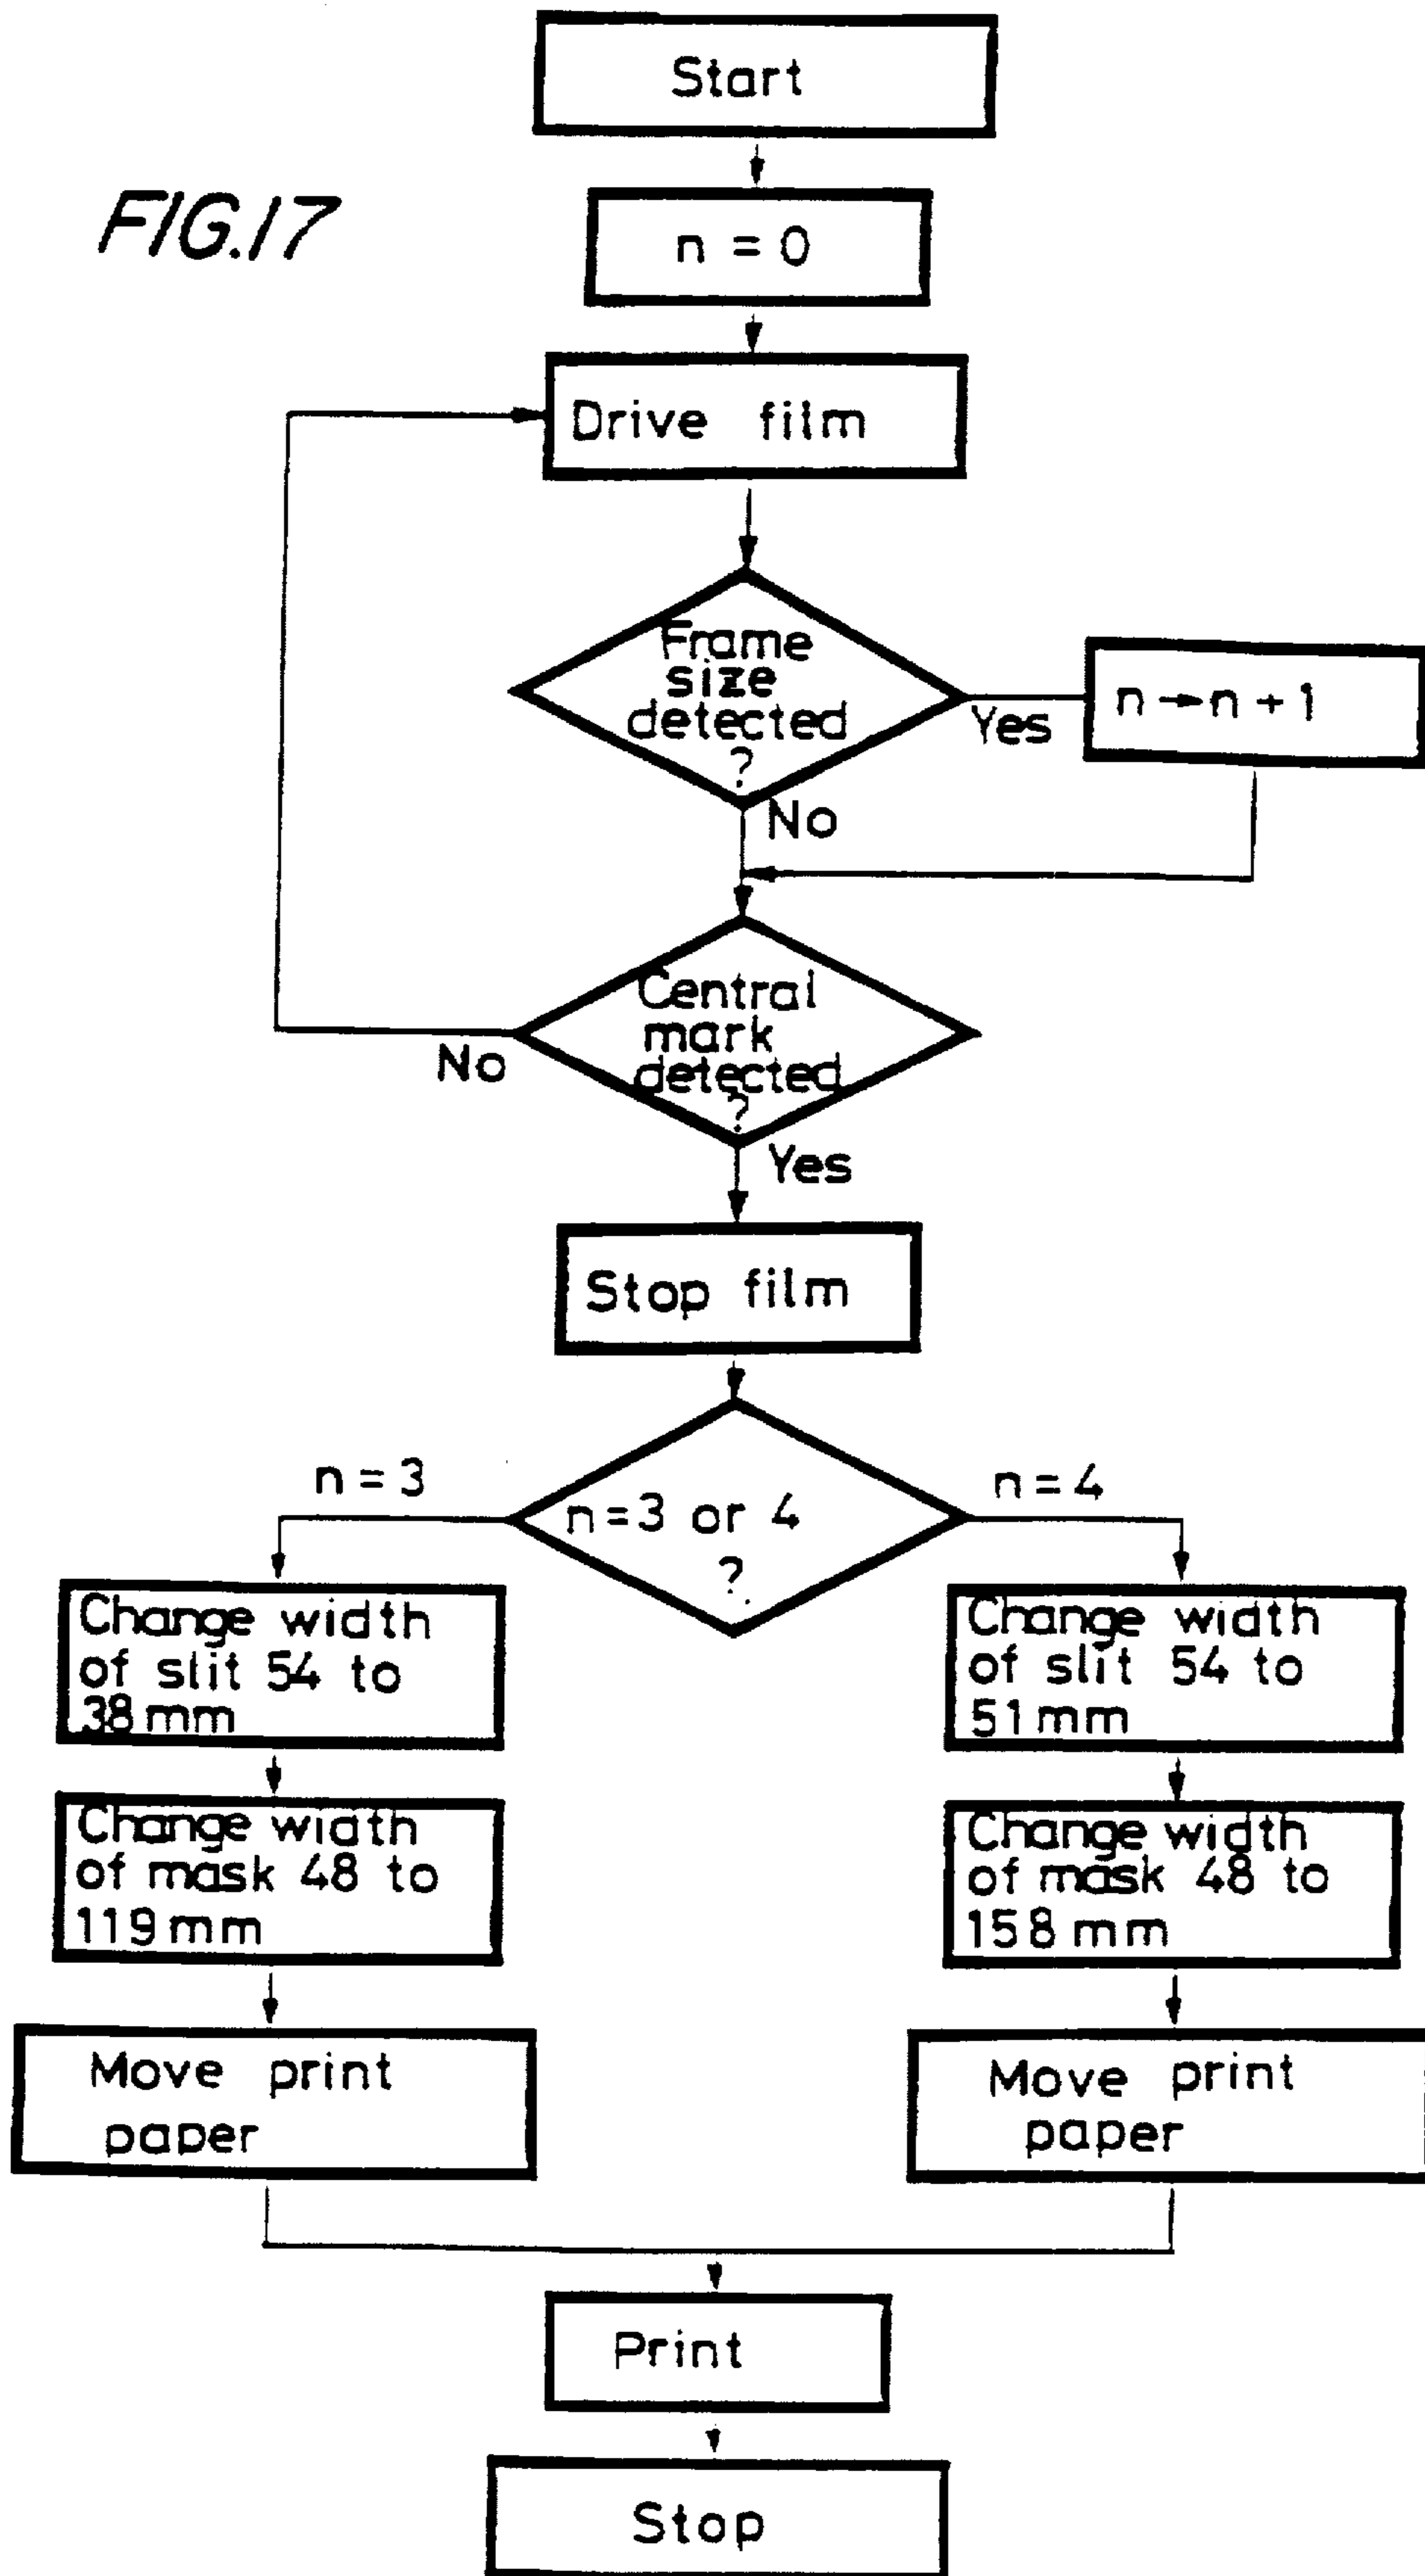 Start
FIG.17
n = 0
Drive film
Frame
size
detected
?
Yes
n → n + 1
No
Central
mark
detected
?
No
Yes
Stop film
n = 3
n = 4
n = 3 or 4
?
Change width
of slit 54 to
38 mm
Change width
of slit 54 to
51 mm
Change width
of mask 48 to
119 mm
Change width
of mask 48 to
158 mm
Move print
paper
Move print
paper
Print
Stop